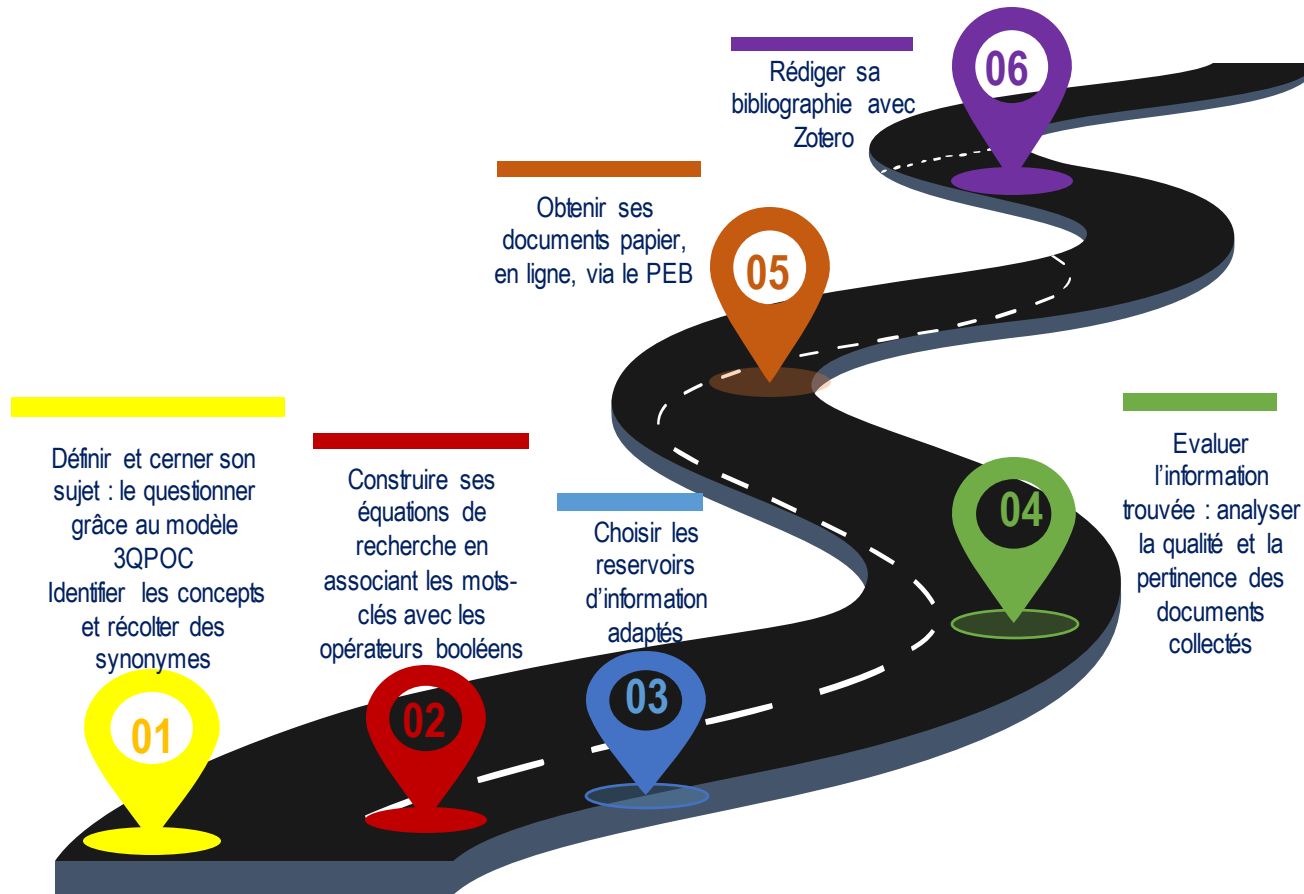 01
Définir et cerner son
sujet : le questionner
grâce au modèle
3QPOC
Identifier les concepts
et récolter des
synonymes
02
Construire ses
équations de
recherche en
associant les mots-
clés avec les
opérateurs booléens
03
Choisir les
reservoirs
d'information
adaptés
04
Evaluer
l'information
trouvée : analyser
la qualité et la
pertinence des
documents
collectés
05
Obtenir ses
documents papier,
en ligne, via le PEB
06
Rédiger sa
bibliographie avec
Zotero